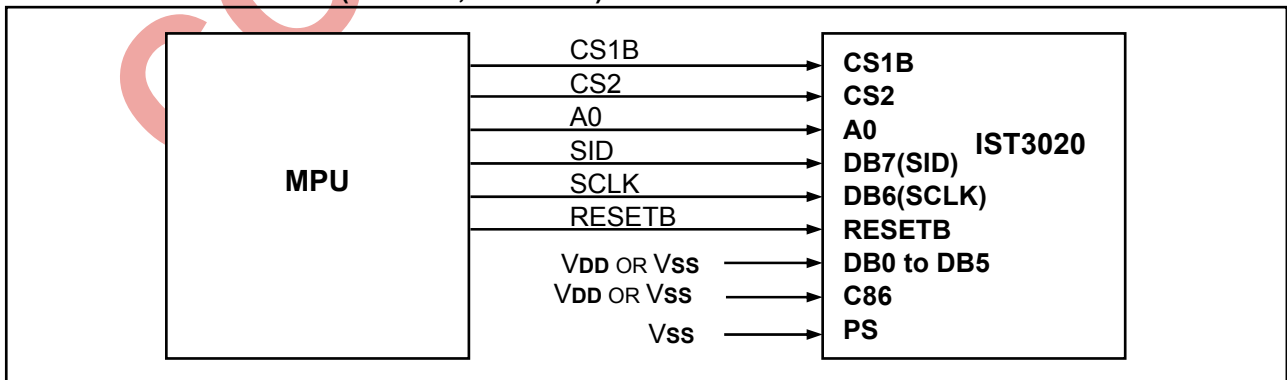 CS1B
CS2
A0
SID
SCLK
RESETB
VDD OR VSS
VDD OR VSS
VSS
MPU
CS1B
CS2
A0
DB7(SID)
DB6(SCLK)
RESETB
DB0 to DB5
C86
PS
IST3020